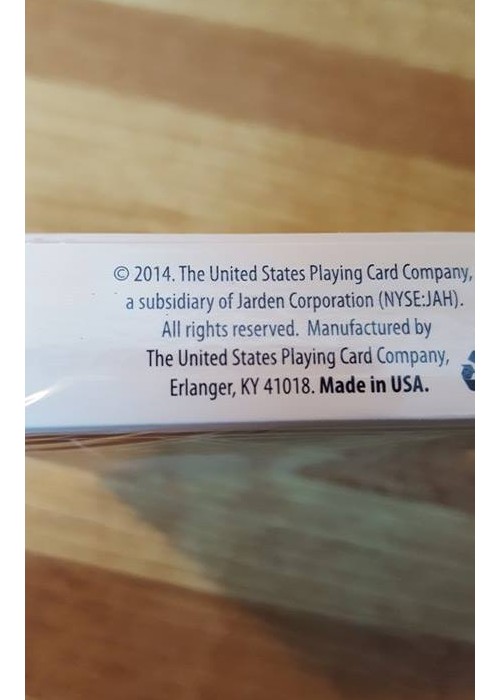 © 2014. The United States Playing Card Company,
a subsidiary of Jarden Corporation (NYSE:JAH).
All rights reserved. Manufactured by
The United States Playing Card Company,
Erlanger, KY 41018. Made in USA.